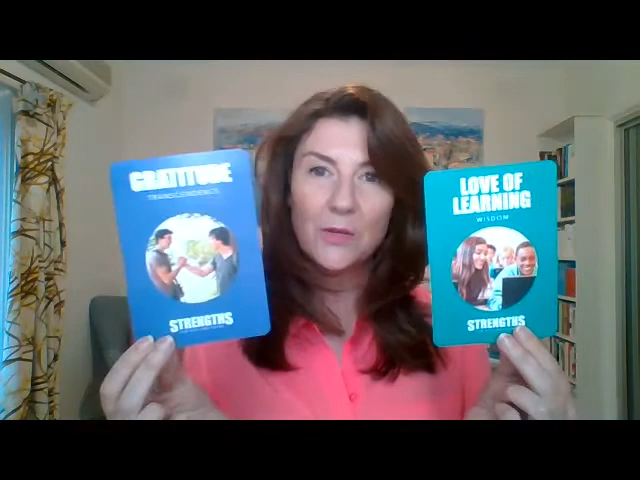 GRATITUDE
TRANSCENDENCE
STRENGTHS
LOVE OF
LEARNING
WISDOM
STRENGTHS